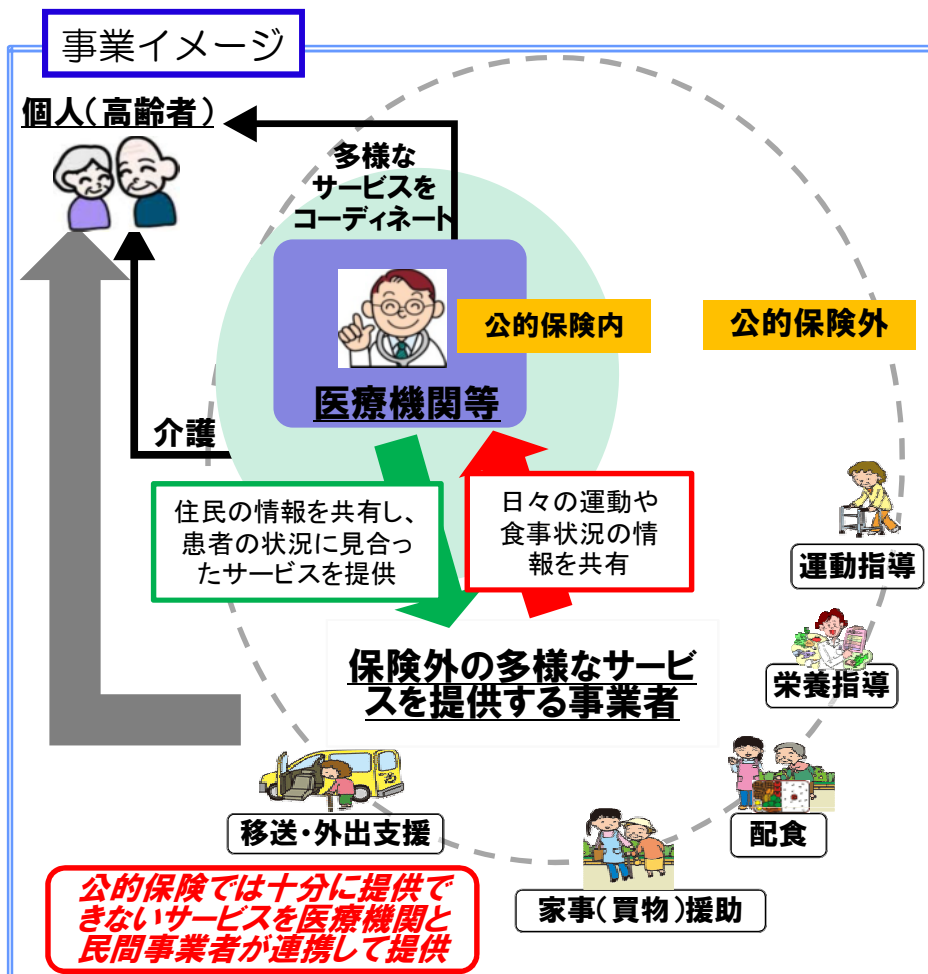 事業イメージ
個人（高齢者）
多様な
サービスを
コーディネート
公的保険内
公的保険外
医療機関等
介護
住民の情報を共有し、
患者の状況に見合っ
たサービスを提供
日々の運動や
食事状況の情
報を共有
運動指導
保険外の多様なサービ
スを提供する事業者
栄養指導
移送・外出支援
配食
家事（買物）援助
公的保険では十分に提供で
きないサービスを医療機関と
民間事業者が連携して提供